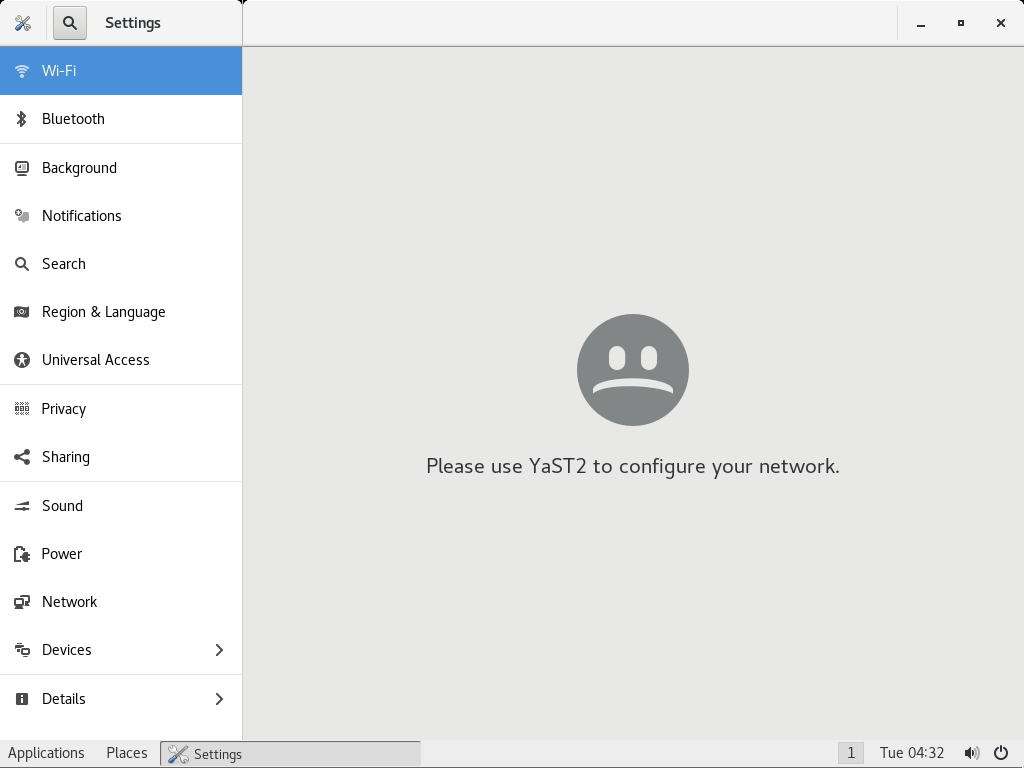 Settings
Wi-Fi
Bluetooth
Background
Notifications
Search
Region & Language
Universal Access
Privacy
Sharing
Sound
Power
Network
Devices
Details
Please use YaST2 to configure your network.
Applications Places Settings 1 Tue 04:32